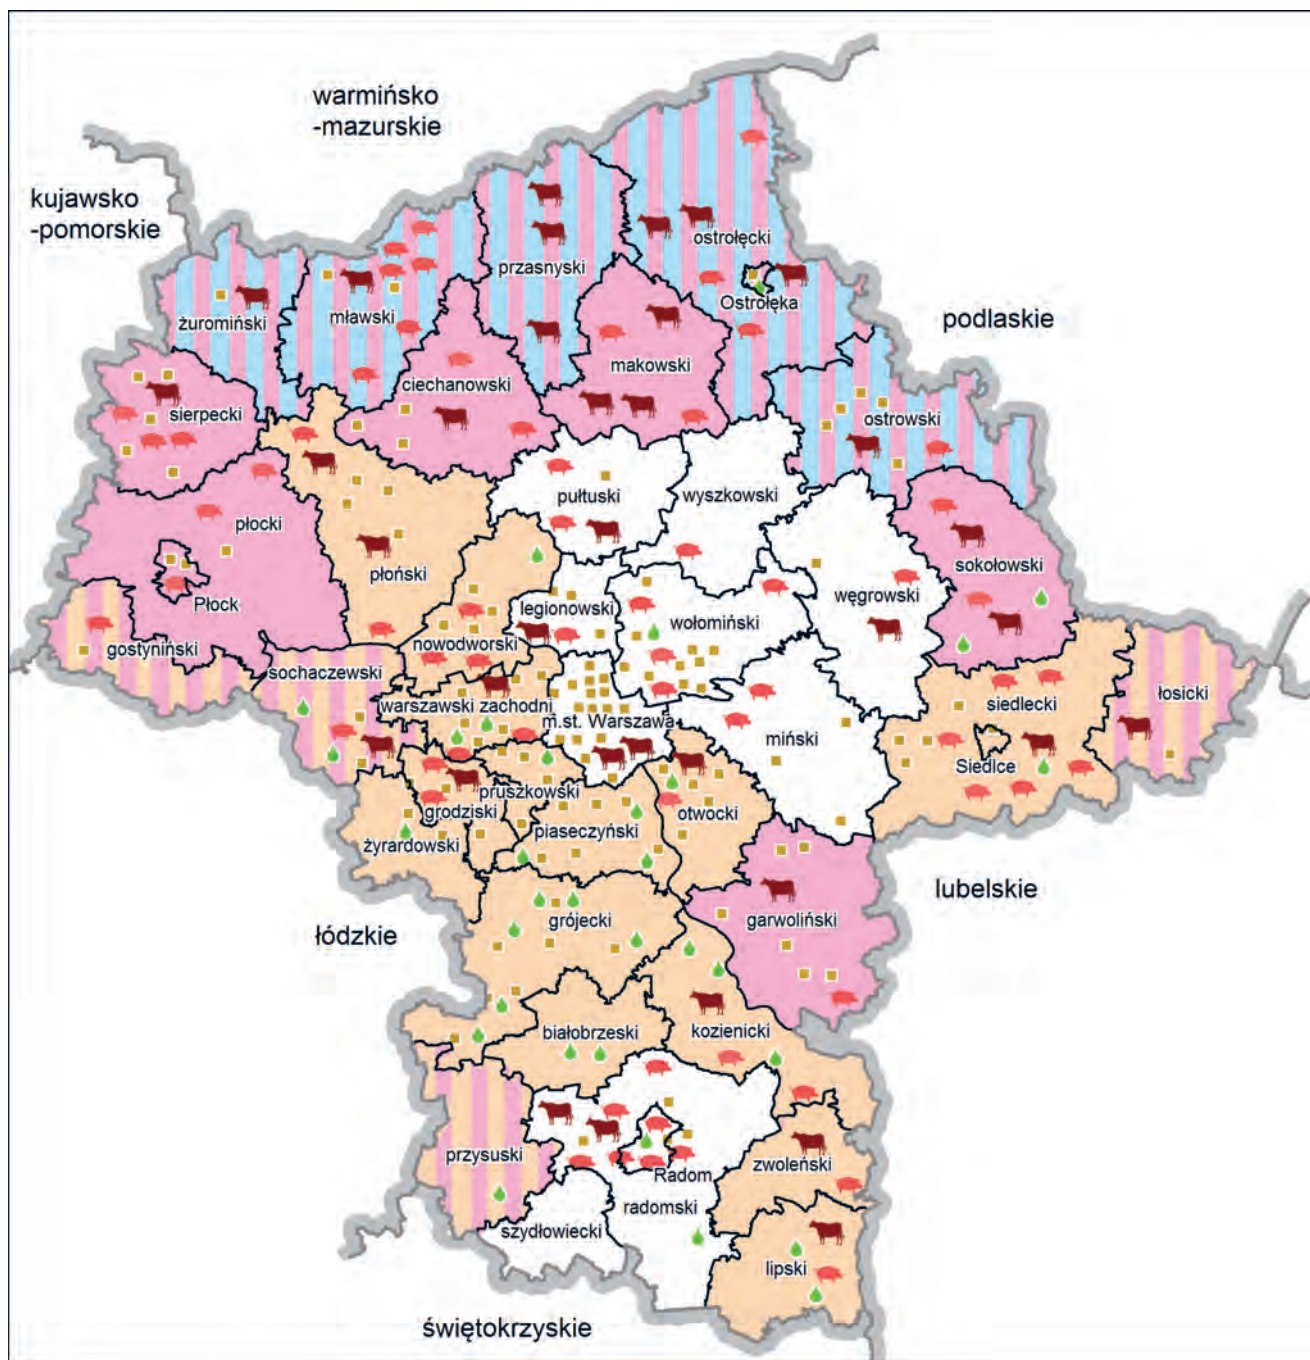 warmińsko
-mazurskie
kujawsko
-pomorskie
ostrołęcki
przasnyski
Ostrołęka
mławski
żuromiński
podlaskie
makowski
ciechanowski
sierpecki
ostrowski
pułtuski
wyszkowski
płocki
sokołowski
płoński
węgrowski
Płock
legionowski
wołomiński
nowodworski
gostyniński
sochaczewski
łosicki
siedlecki
warszawski zachodni
m.st. Warszawa
miński
Siedlce
pruszkowski
grodziski
otwocki
piaseczyński
żyrardowski
lubelskie
garwoliński
grójecki
łódzkie
białobrzeski
kozienicki
przysuski
zwoleński
Radom
radomski
szydłowiecki
lipski
świętokrzyskie